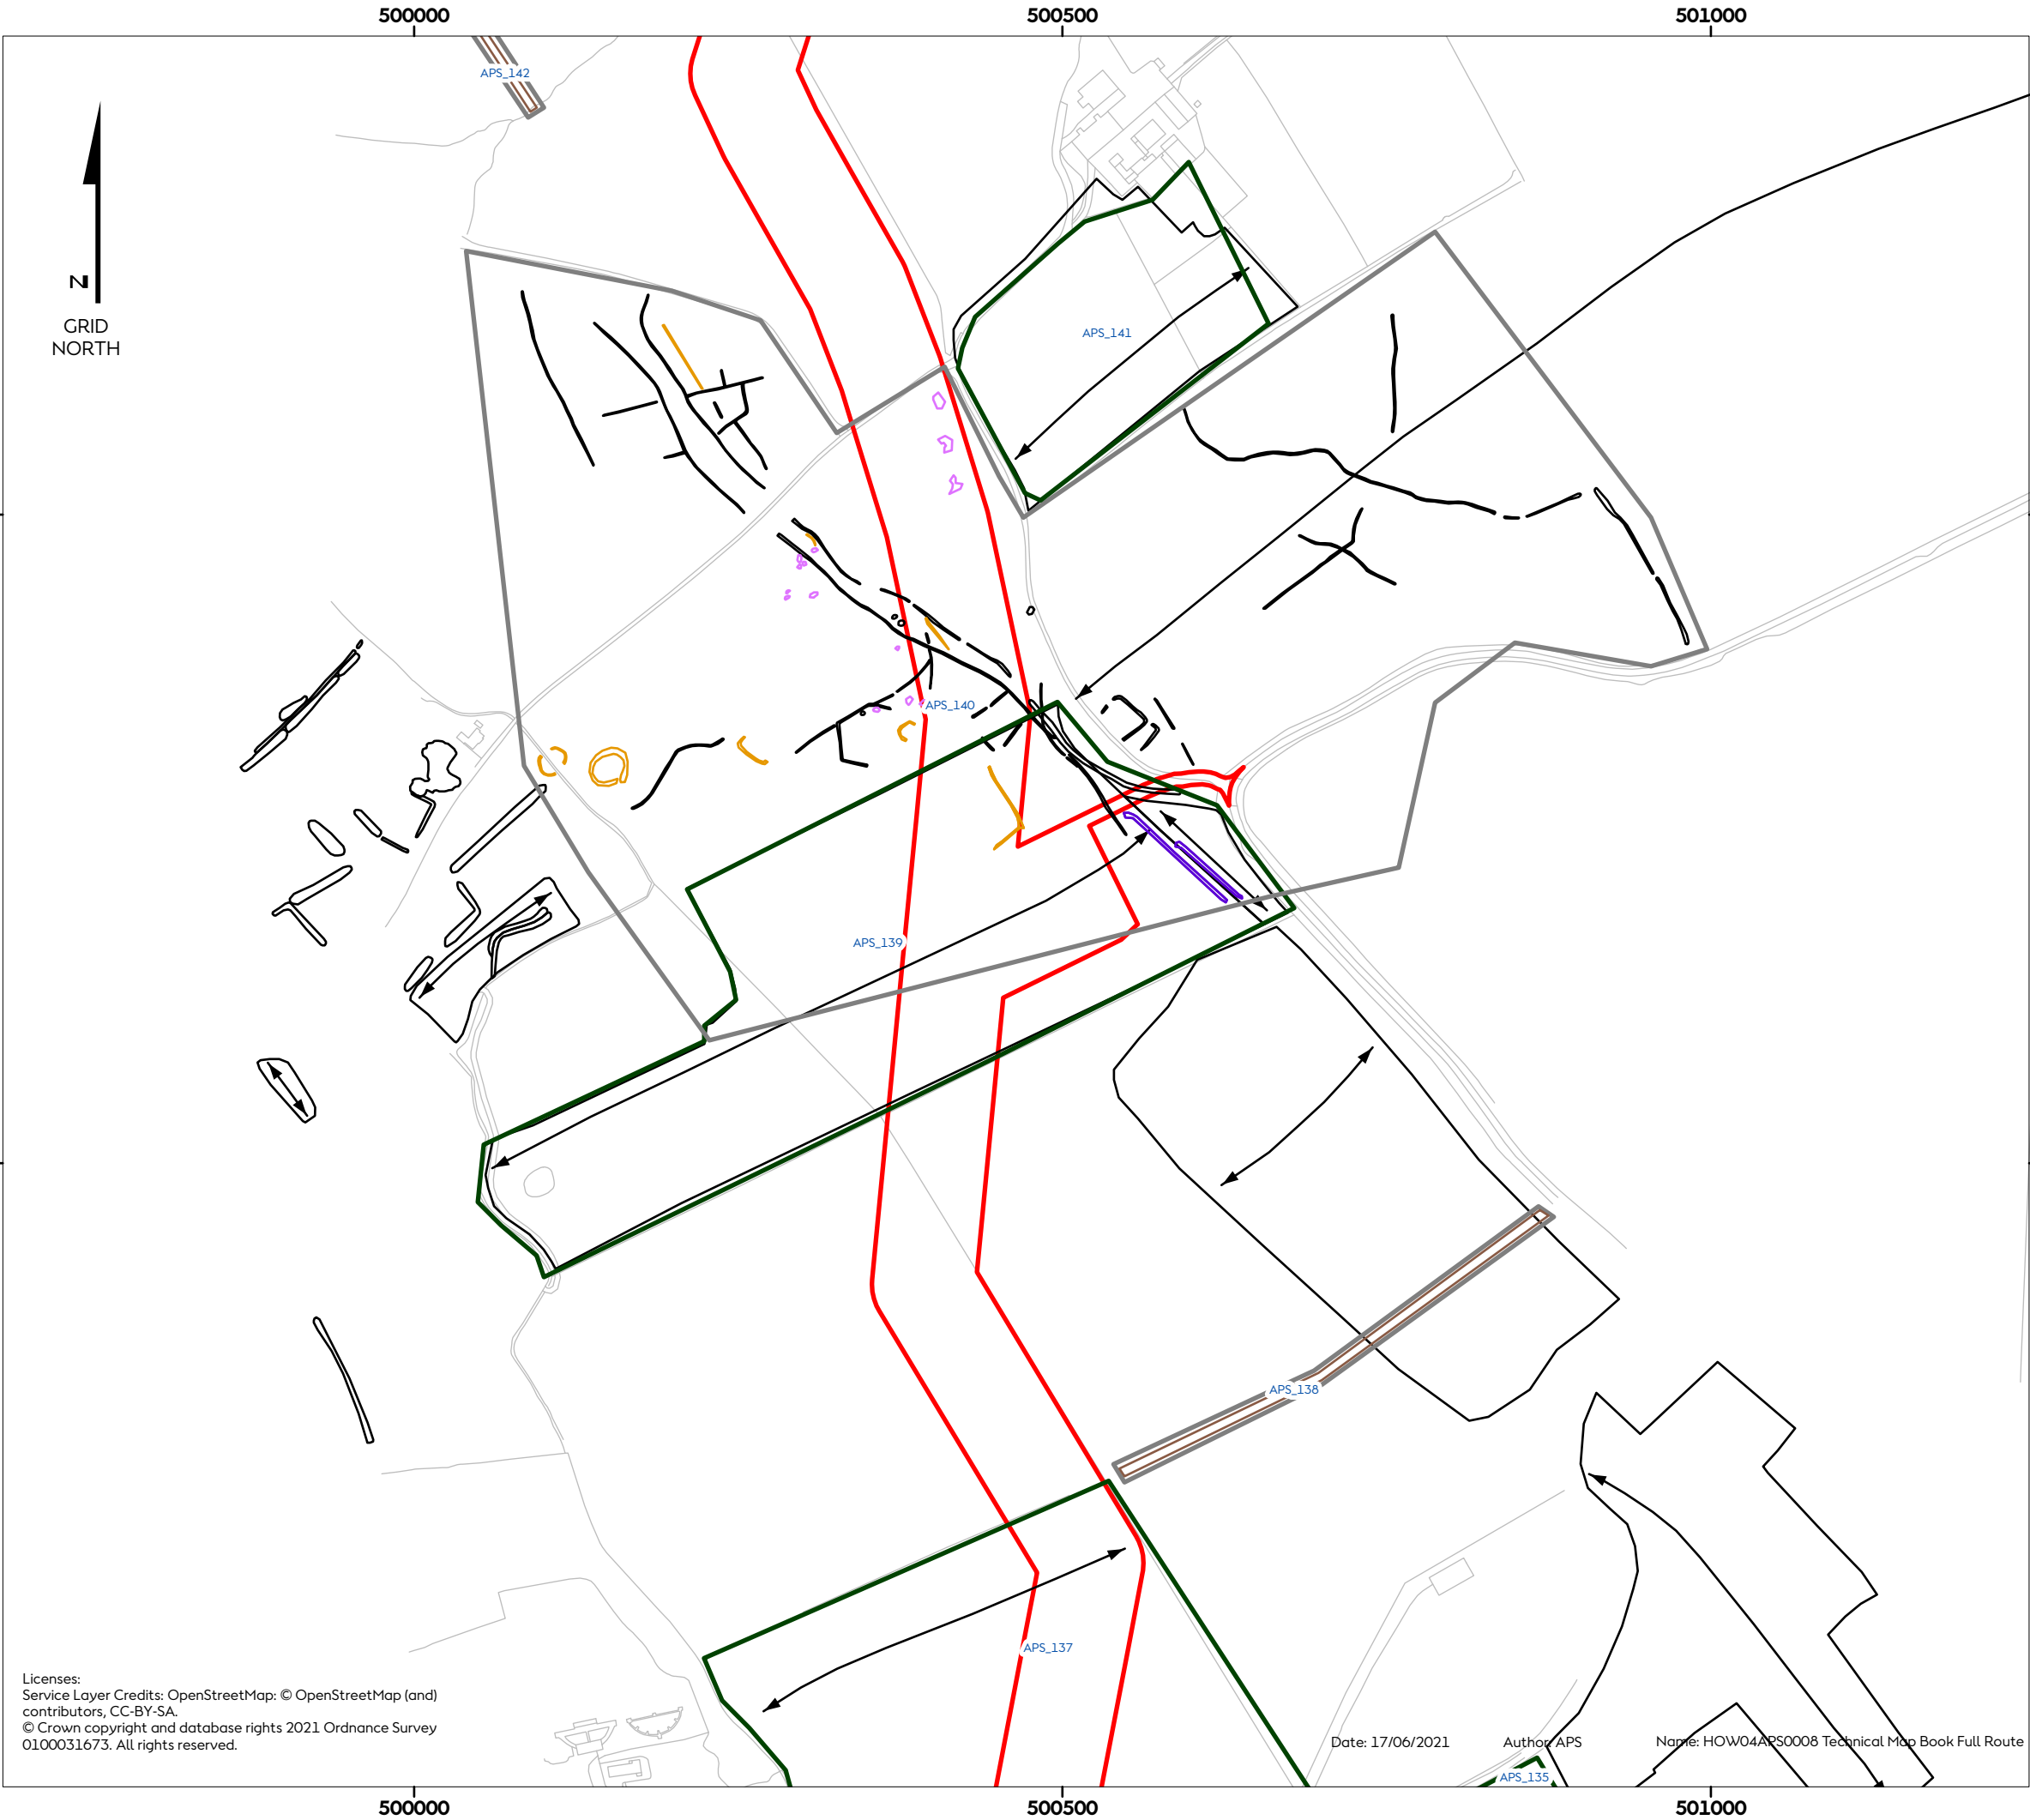 500000
500500
501000
APS_142
N
GRID
NORTH
APS_141
APS_140
APS_139
APS_138
APS_137
Licenses:
Service Layer Credits: OpenStreetMap: © OpenStreetMap (and)
contributors, CC-BY-SA.
© Crown copyright and database rights 2021 Ordnance Survey
0100031673. All rights reserved.
Date: 17/06/2021
Author: APS
Name: HOW04APS0008 Technical Map Book Full Route
APS_135
500000
500500
501000